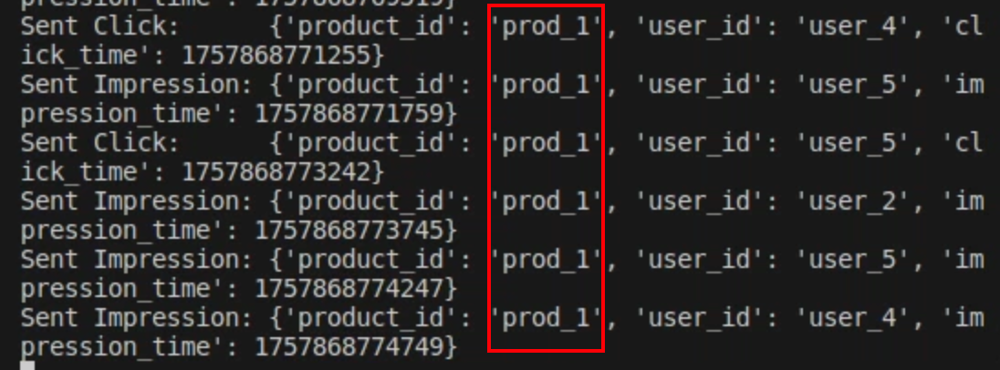 Sent Click:      {'product_id': 'prod_1', 'user_id': 'user_4', 'cl
ick_time': 1757868771255}
Sent Impression: {'product_id': 'prod_1', 'user_id': 'user_5', 'im
pression_time': 1757868771759}
Sent Click:      {'product_id': 'prod_1', 'user_id': 'user_5', 'cl
ick_time': 1757868773242}
Sent Impression: {'product_id': 'prod_1', 'user_id': 'user_2', 'im
pression_time': 1757868773745}
Sent Impression: {'product_id': 'prod_1', 'user_id': 'user_5', 'im
pression_time': 1757868774247}
Sent Impression: {'product_id': 'prod_1', 'user_id': 'user_4', 'im
pression_time': 1757868774749}